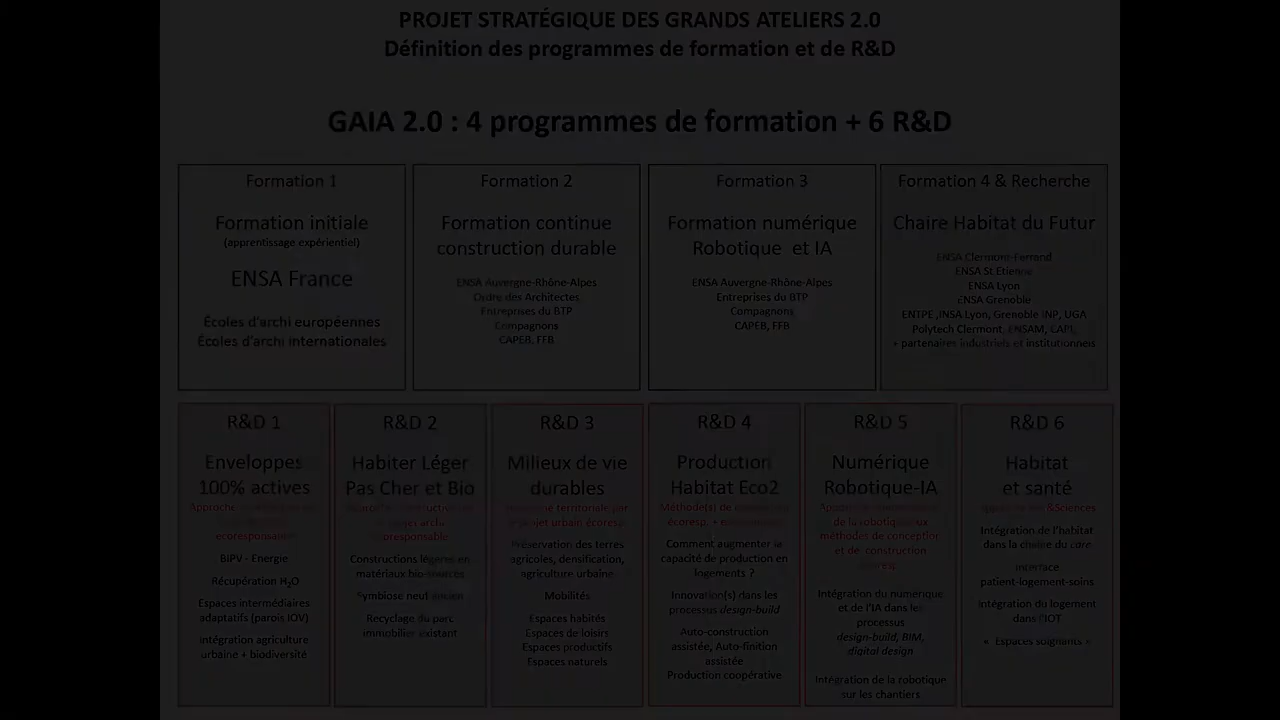 PROJET STRATÉGIQUE DES GRANDS ATELIERS 2.0
Définition des programmes de formation et de R&D
GAIA 2.0 : 4 programmes de formation + 6 R&D
Formation 1
Formation initiale
(apprentissage expérientiel)
ENSA France
Écoles d'archi européennes
Écoles d'archi internationales
Formation 2
Formation continue
construction durable
ENSA Auvergne-Rhône-Alpes
Ordre des Architectes
Entreprises du BTP
Compagnons
CAPEB, FFB
Formation 3
Formation numérique
Robotique et IA
ENSA Auvergne-Rhône-Alpes
Entreprises du BTP
Compagnons
CAPEB, FFB
Formation 4 & Recherche
Chaire Habitat du Futur
ENSA Clermont-Ferrand
ENSA St Etienne
ENSA Lyon
ENSA Grenoble
ENTPE ,INSA Lyon, Grenoble INP, UGA
Polytech Clermont, ENSAM, CAPI,
+ partenaires industriels et institutionnels
R&D 1
Enveloppes
100% actives
Approche
écoresponsable
BIPV - Energie
Récupération H₂O
Espaces intermédiaires
adaptatifs (parois IOV)
Intégration agriculture
urbaine + biodiversité
R&D 2
Habiter Léger
Pas Cher et Bio
archi
Constructions légères en
matériaux bio-sourcés
Symbiose neuf ancien
Recyclage du parc
immobilier existant
R&D 3
Milieux de vie
durables
territoriale par
projet urbain écoresp.
Préservation des terres
agricoles, densification,
agriculture urbaine
Mobilités
Espaces habités
Espaces de loisirs
Espaces productifs
Espaces naturels
R&D 4
Production
Habitat Eco2
Méthode(s) de
écoresp. +
Comment augmenter la
capacité de production en
logements ?
Innovation(s) dans les
processus design-build
Auto-construction
assistée, Auto-finition
assistée
Production coopérative
R&D 5
Numérique
Robotique-IA
de la robotique aux
méthodes de conception
et de construction
Intégration du numérique
et de l'IA dans les
processus
design-build, BIM,
digital design
Intégration de la robotique
sur les chantiers
R&D 6
Habitat
et santé
&Sciences
Intégration de l'habitat
dans la chaîne du care
Interface
patient-logement-soins
Intégration du logement
dans l'IOT
« Espaces soignants »